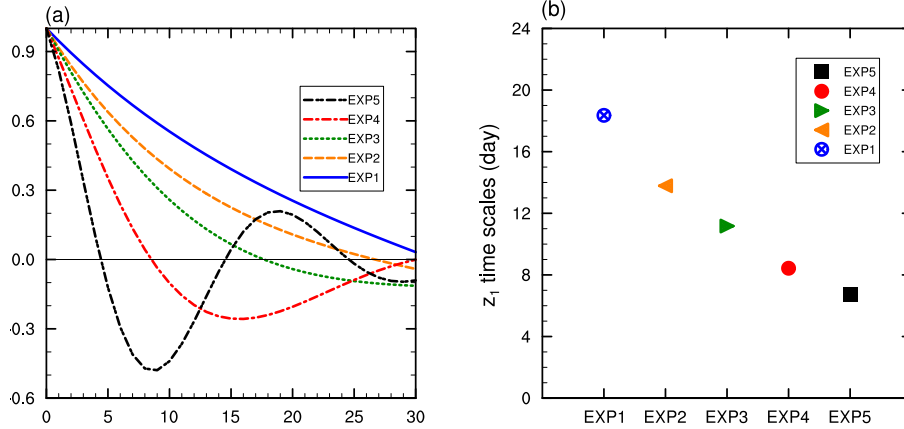 (a)
0.9
0.6
0.3
0.0
0.3
0.6
0
5
10
15
20
25
30
EXP5
EXP4
EXP3
EXP2
EXP1
(b)
z1 time scales (day)
24
20
16
12
8
4
0
EXP1
EXP2
EXP3
EXP4
EXP5
EXP5
EXP4
EXP3
EXP2
EXP1